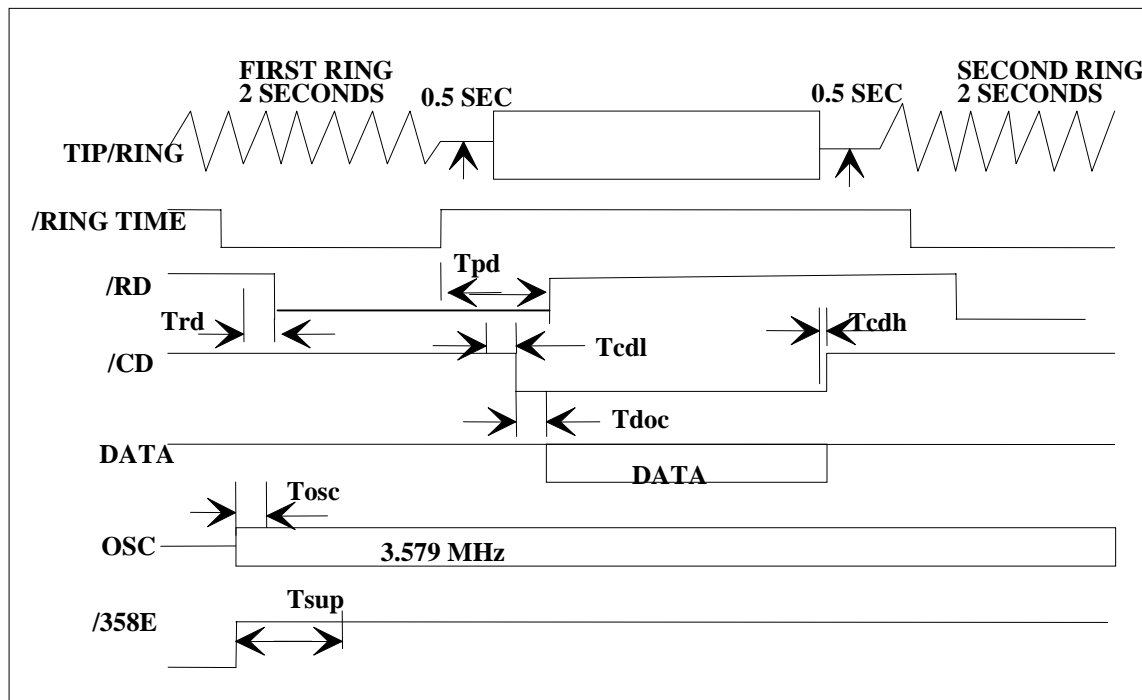 FIRST RING
2 SECONDS
0.5 SEC
0.5 SEC
SECOND RING
2 SECONDS
TIP/RING
/RING TIME
Tpd
/RD
Trd
Tcdl
Tcdh
/CD
Tdoc
DATA
DATA
Tosc
OSC
3.579 MHz
Tsup
/358E